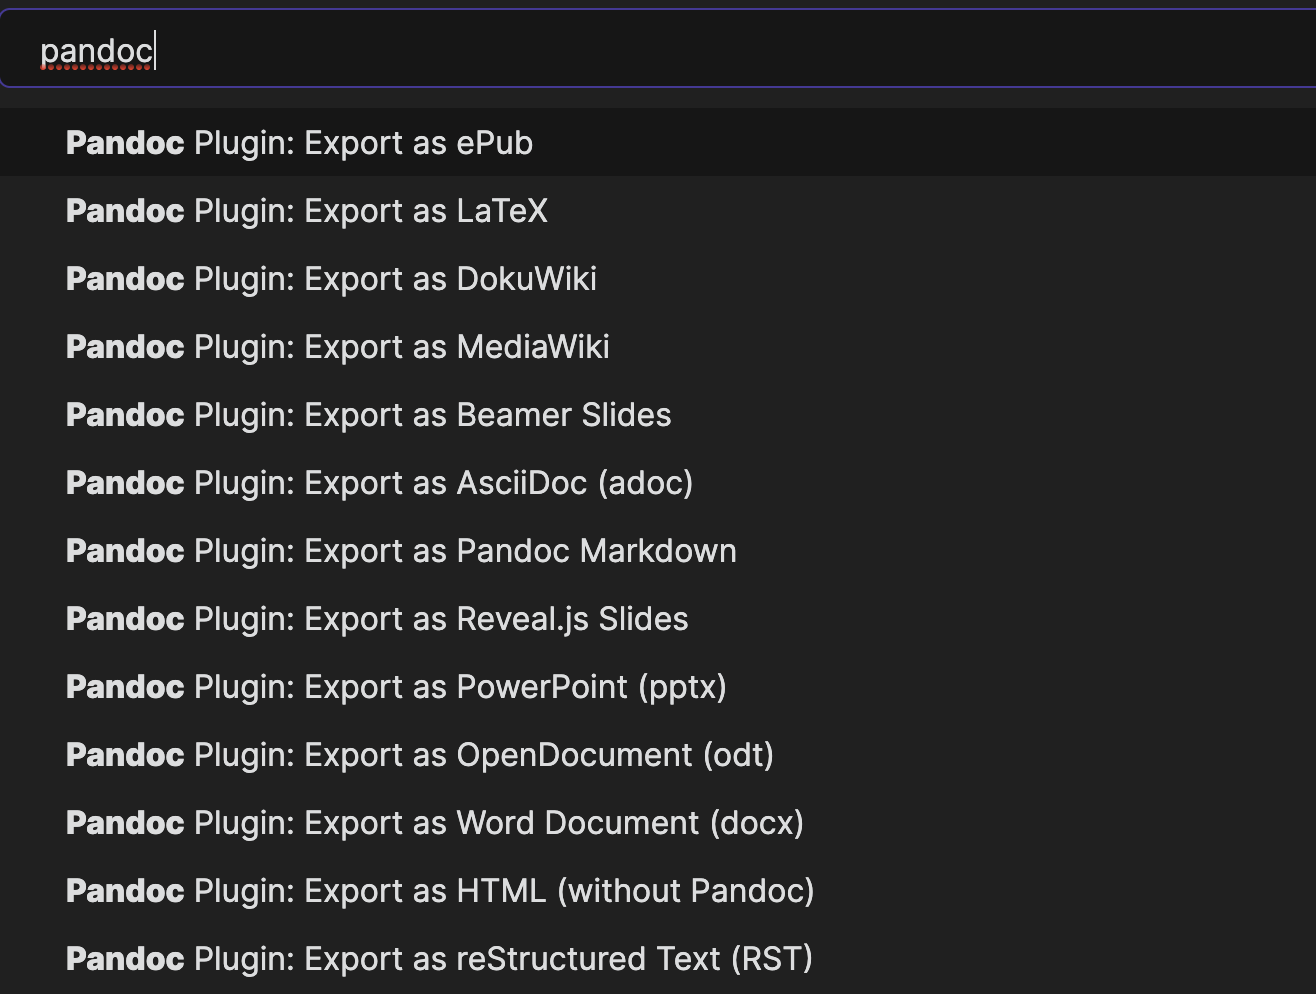 pandoc
Pandoc Plugin: Export as ePub
Pandoc Plugin: Export as LaTeX
Pandoc Plugin: Export as DokuWiki
Pandoc Plugin: Export as MediaWiki
Pandoc Plugin: Export as Beamer Slides
Pandoc Plugin: Export as AsciiDoc (adoc)
Pandoc Plugin: Export as Pandoc Markdown
Pandoc Plugin: Export as Reveal.js Slides
Pandoc Plugin: Export as PowerPoint (pptx)
Pandoc Plugin: Export as OpenDocument (odt)
Pandoc Plugin: Export as Word Document (docx)
Pandoc Plugin: Export as HTML (without Pandoc)
Pandoc Plugin: Export as reStructured Text (RST)